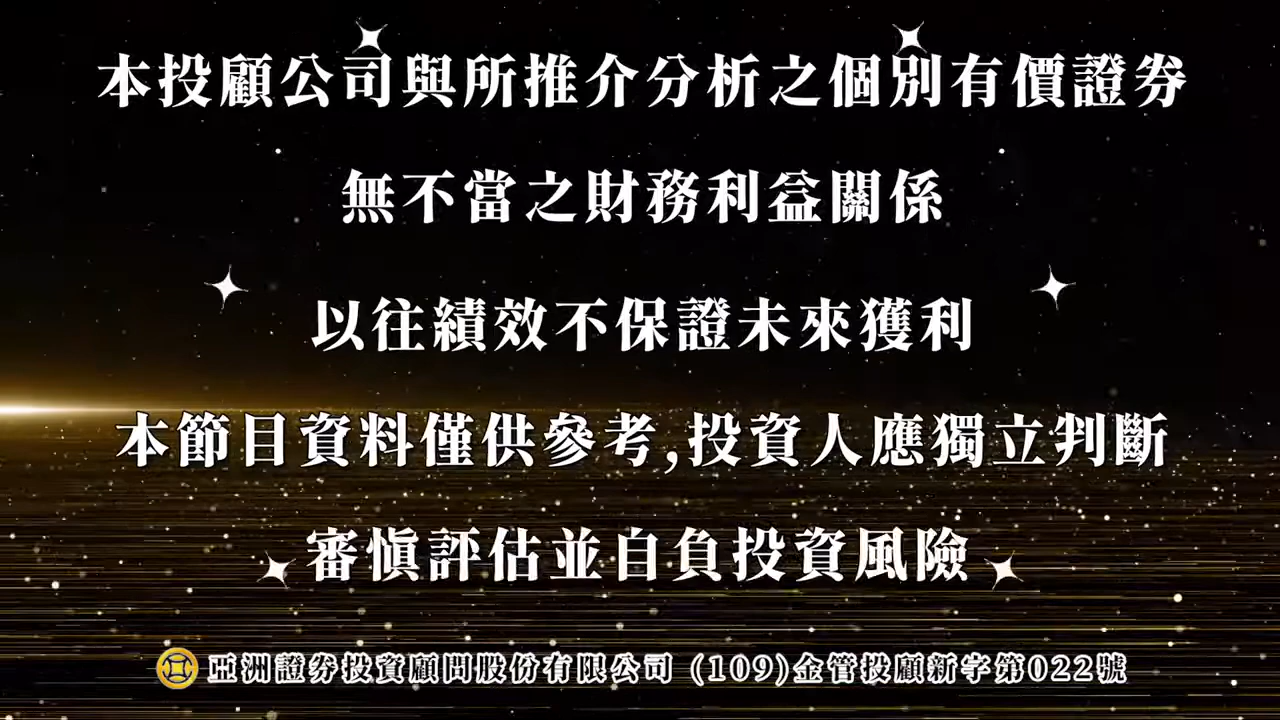 本投顧公司與所推介分析之個別有價證券
無不當之財務利益關係
以往績效不保證未來獲利
本節目資料僅供參考,投資人應獨立判斷
審慎評估並自負投資風險
亞洲證券投資顧問股份有限公司 (109)金管投顧新字第022號